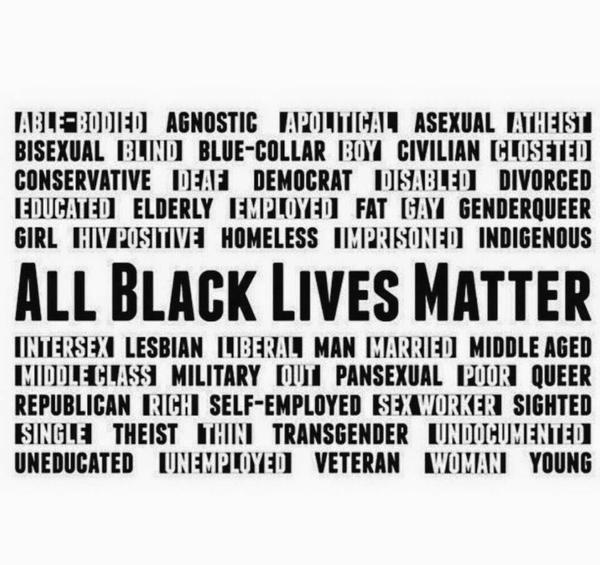 ABLE-BODIED AGNOSTIC APOLITICAL ASEXUAL ATHEIST
BISEXUAL BLIND BLUE-COLLAR BOY CIVILIAN CLOSETED
CONSERVATIVE DEAF DEMOCRAT DISABLED DIVORCED
EDUCATED ELDERLY EMPLOYED FAT GAY GENDERQUEER
GIRL HIV POSITIVE HOMELESS IMPRISONED INDIGENOUS
ALL BLACK LIVES MATTER
INTERSEX LESBIAN LIBERAL MAN MARRIED MIDDLE AGED
MIDDLE CLASS MILITARY OUT PANSEXUAL POOR QUEER
REPUBLICAN RICH SELF-EMPLOYED SEX WORKER SIGHTED
SINGLE THEIST THIN TRANSGENDER UNDOCUMENTED
UNEDUCATED UNEMPLOYED VETERAN WOMAN YOUNG